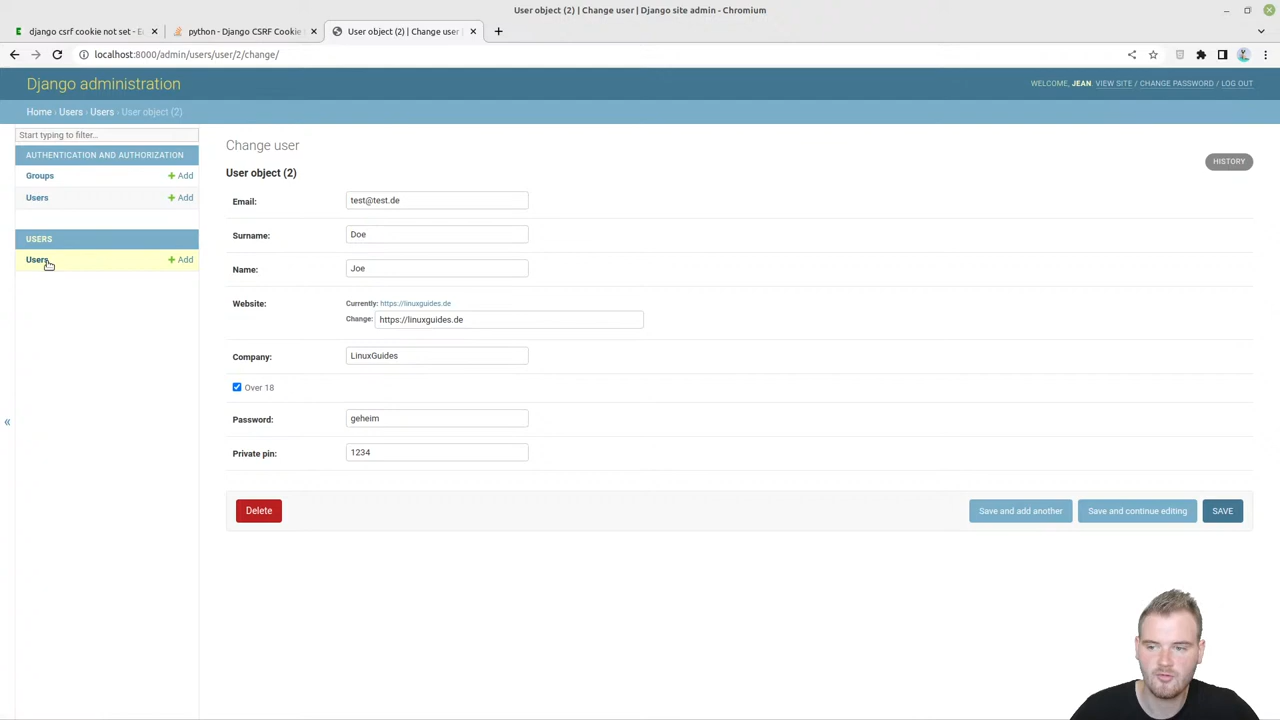 User object (2) | Change user | Django site admin - Chromium
django csrf cookie not set - E
python - Django CSRF Cookie
User object (2) | Change user
localhost:8000/admin/users/user/2/change/
Django administration
WELCOME, JEAN. VIEW SITE / CHANGE PASSWORD / LOG OUT
Home › Users › Users › User object (2)
Start typing to filter...
AUTHENTICATION AND AUTHORIZATION
Groups + Add
Users + Add
USERS
Users + Add
«
Change user
HISTORY
User object (2)
Email: test@test.de
Surname: Doe
Name: Joe
Website: Currently: https://linuxguides.de
Change: https://linuxguides.de
Company: LinuxGuides
Over 18
Password: geheim
Private pin: 1234
Delete
Save and add another
Save and continue editing
SAVE